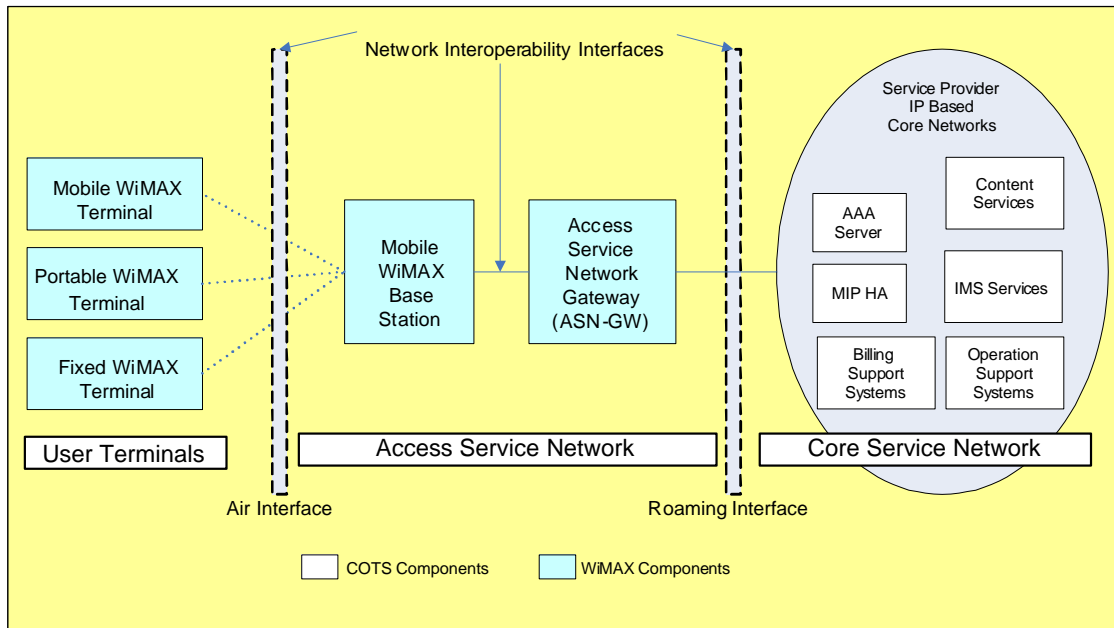 Network Interoperability Interfaces
Service Provider
IP Based
Core Networks
Mobile WiMAX
Terminal
Portable WiMAX
Terminal
Fixed WiMAX
Terminal
Mobile
WiMAX
Base
Station
Access
Service
Network
Gateway
(ASN-GW)
AAA
Server
Content
Services
MIP HA
IMS Services
Billing
Support
Systems
Operation
Support
Systems
User Terminals
Access Service Network
Core Service Network
Air Interface
Roaming Interface
COTS Components
WiMAX Components